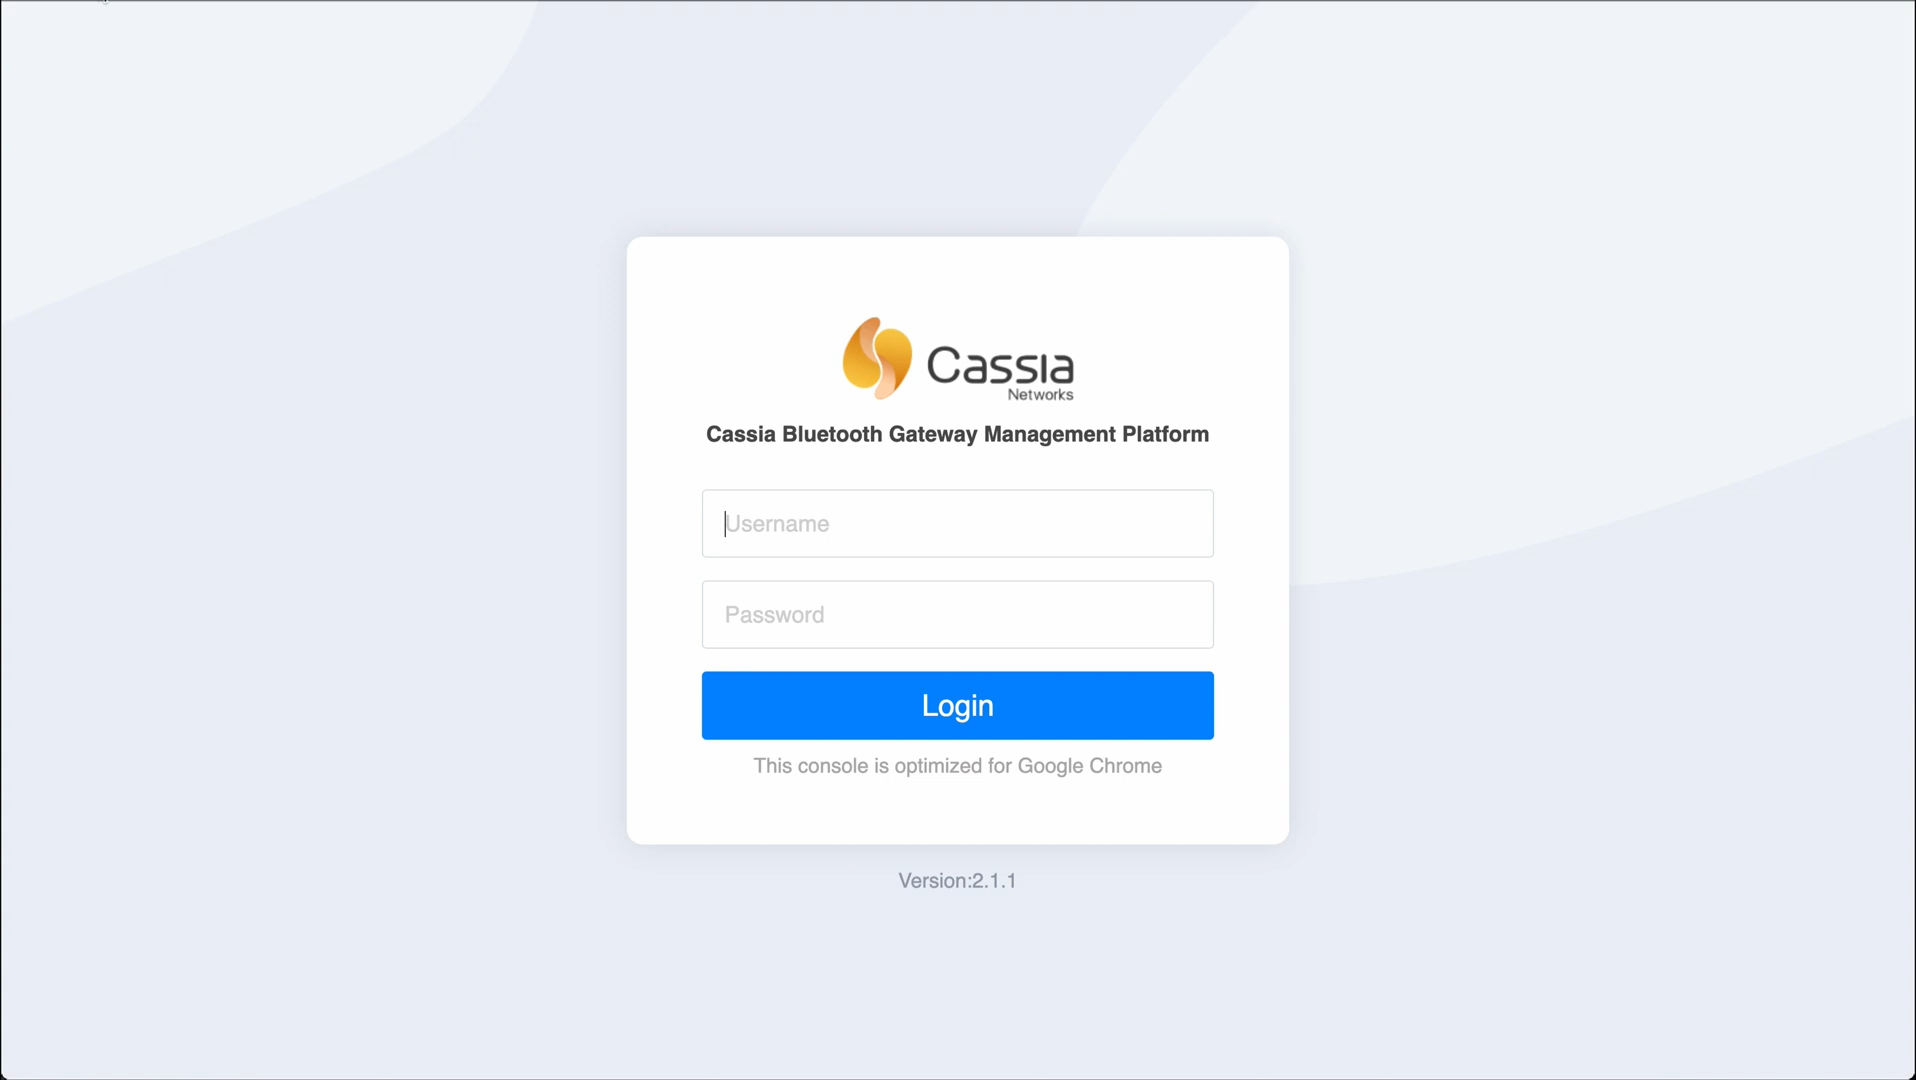 Cassia
Networks
Cassia Bluetooth Gateway Management Platform
Username
Password
Login
This console is optimized for Google Chrome
Version:2.1.1